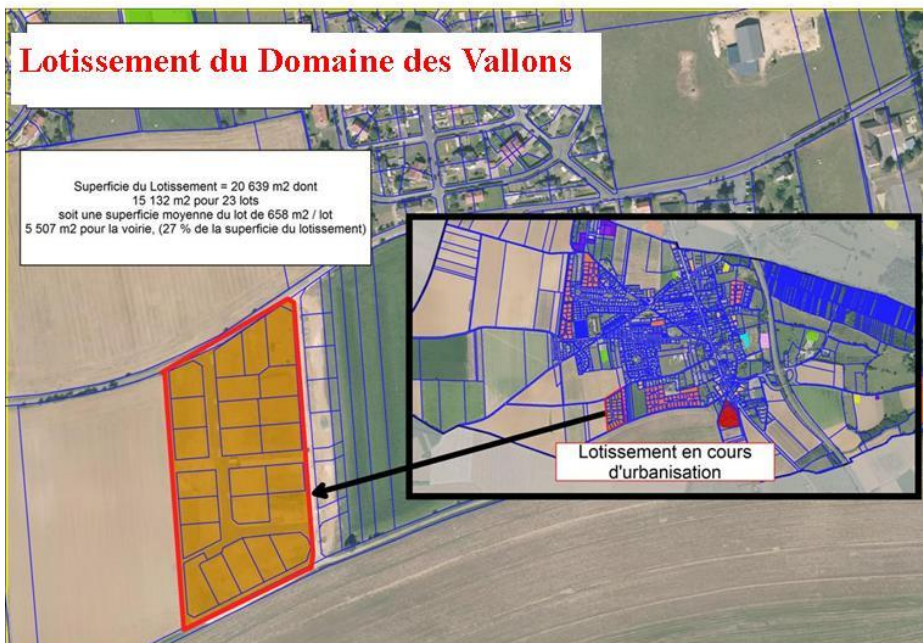 Lotissement du Domaine des Vallons
Superficie du Lotissement = 20 639 m2 dont
15 132 m2 pour 23 lots
soit une superficie moyenne du lot de 658 m2 / lot
5 507 m2 pour la voirie, (27 % de la superficie du lotissement)
Lotissement en cours
d'urbanisation